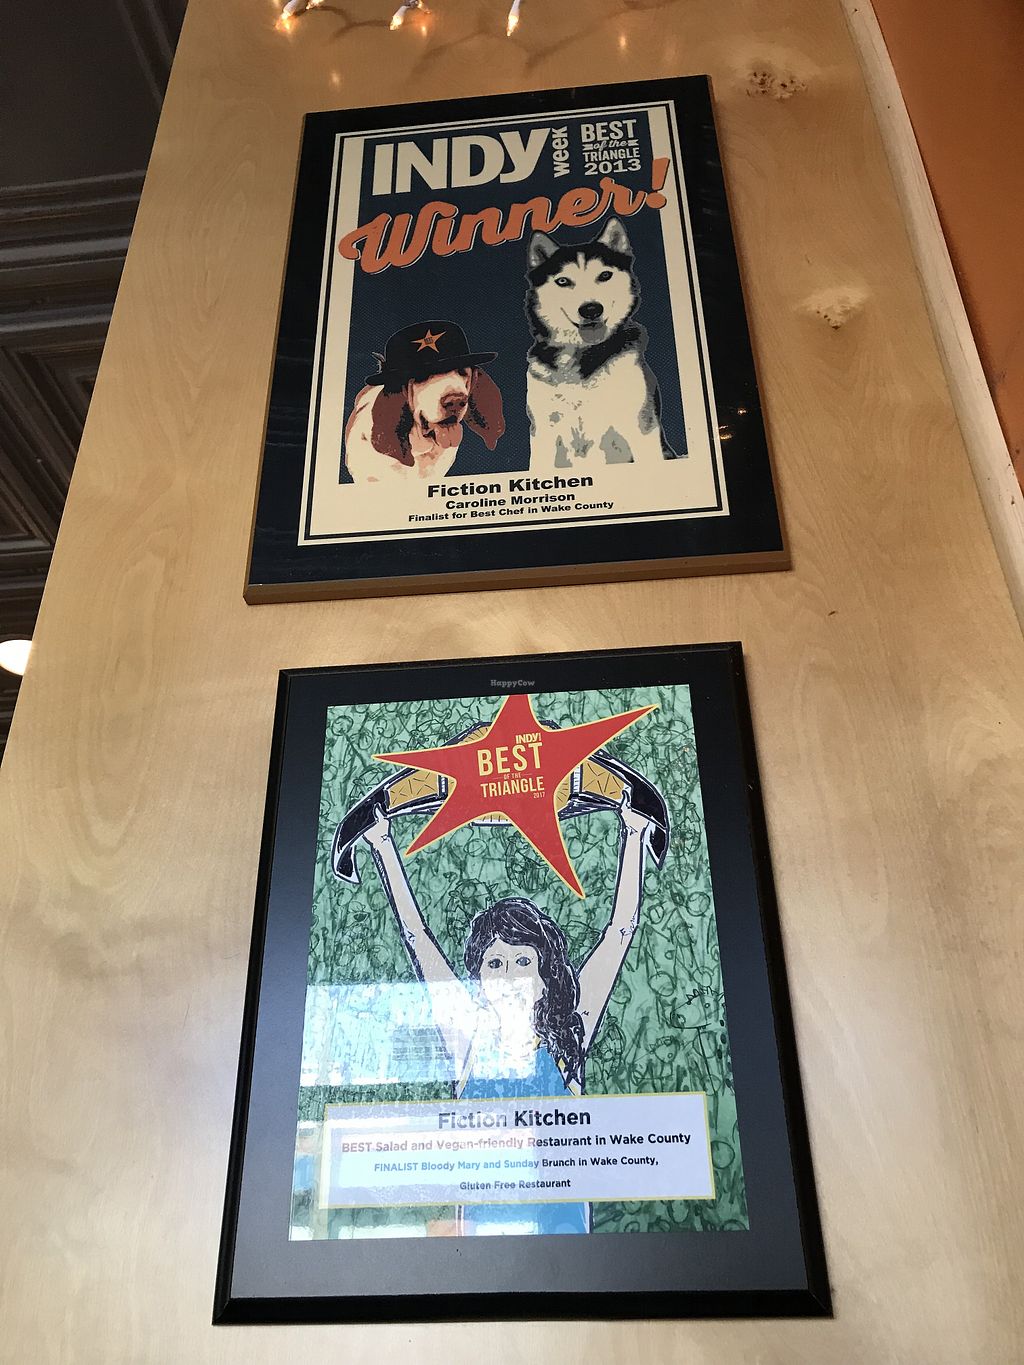 INDY week
BEST
of the
TRIANGLE
2013
Winner!
Fiction Kitchen
Caroline Morrison
Finalist for Best Chef in Wake County
HappyCow
INDY
BEST
OF THE
TRIANGLE
2017
Fiction Kitchen
BEST Salad and Vegan-friendly Restaurant in Wake County
FINALIST Bloody Mary and Sunday Brunch in Wake County,
Gluten Free Restaurant